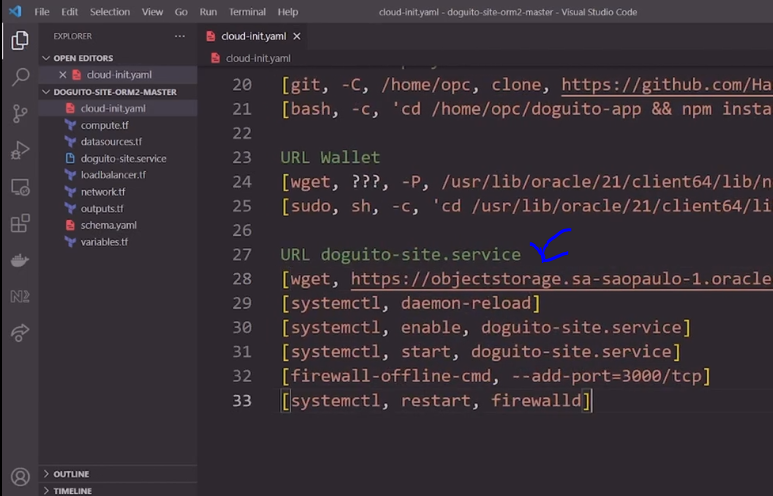 File Edit Selection View Go Run Terminal Help cloud-init.yaml - doguito-site-orm2-master - Visual Studio Code
EXPLORER ...
OPEN EDITORS
cloud-init.yaml
DOGUITO-SITE-ORM2-MASTER
cloud-init.yaml
compute.tf
datasources.tf
doguito-site.service
loadbalancer.tf
network.tf
outputs.tf
schema.yaml
variables.tf
OUTLINE
TIMELINE
cloud-init.yaml
cloud-init.yaml
20 [git, -C, /home/opc, clone, https://github.com/Ha
21 [bash, -c, 'cd /home/opc/doguito-app && npm insta
22
23 URL Wallet
24 [wget, ???, -P, /usr/lib/oracle/21/client64/lib/n
25 [sudo, sh, -c, 'cd /usr/lib/oracle/21/client64/li
26
27 URL doguito-site.service
28 [wget, https://objectstorage.sa-saopaulo-1.oracle
29 [systemctl, daemon-reload]
30 [systemctl, enable, doguito-site.service]
31 [systemctl, start, doguito-site.service]
32 [firewall-offline-cmd, --add-port=3000/tcp]
33 [systemctl, restart, firewalld]